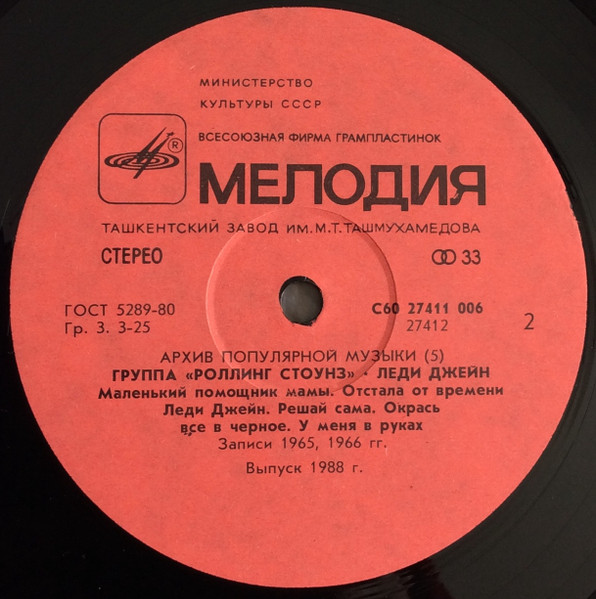 МИНИСТЕРСТВО
КУЛЬТУРЫ СССР
ВСЕСОЮЗНАЯ ФИРМА ГРАМПЛАСТИНОК
®
МЕЛОДИЯ
ТАШКЕНТСКИЙ ЗАВОД ИМ. М.Т.ТАШМУХАМЕДОВА
СТЕРЕО 33
ГОСТ 5289-80 С60 27411 006
Гр. 3. 3-25 27412 2
АРХИВ ПОПУЛЯРНОЙ МУЗЫКИ (5)
ГРУППА «РОЛЛИНГ СТОУНЗ» · ЛЕДИ ДЖЕЙН
Маленький помощник мамы. Отстала от времени
Леди Джейн. Решай сама. Окрась
все в черное. У меня в руках
Записи 1965, 1966 гг.
Выпуск 1988 г.